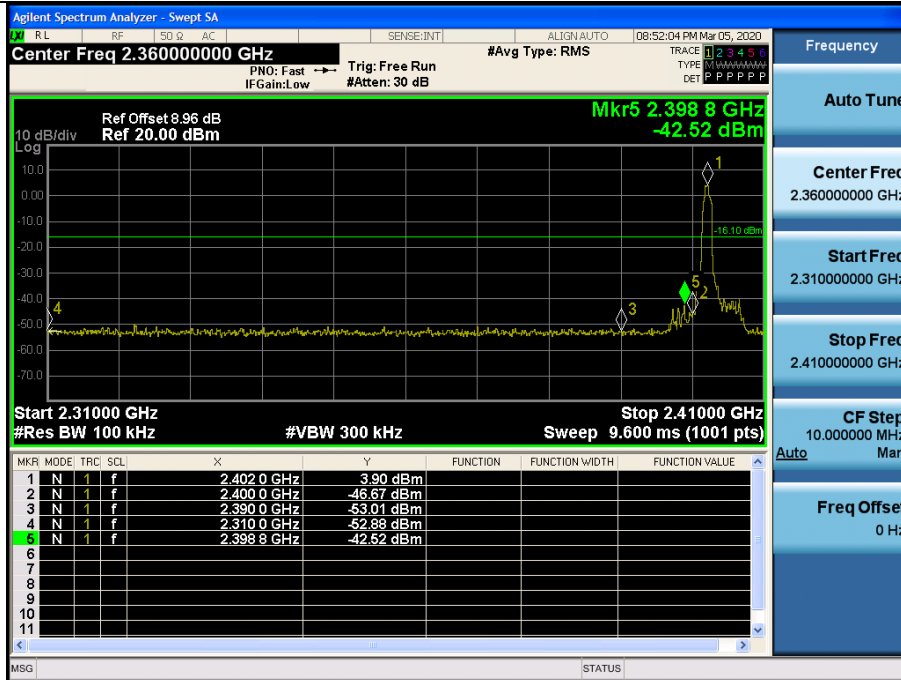 Agilent Spectrum Analyzer - Swept SA
LXI RL RF 50 Ω AC SENSE:INT ALIGN AUTO 08:52:04 PM Mar 05, 2020
Center Freq 2.360000000 GHz
PNO: Fast
IFGain:Low
Trig: Free Run
#Atten: 30 dB
#Avg Type: RMS
TRACE 1 2 3 4 5 6
TYPE M WWWWW
DET P P P P P P
Mkr5 2.398 8 GHz
-42.52 dBm
Ref Offset 8.96 dB
10 dB/div Ref 20.00 dBm
Log
10.0
0.00
-10.0
-20.0
-30.0
-40.0
-50.0
-60.0
-70.0
-16.10 dBm
1
5
2
3
4
Start 2.31000 GHz Stop 2.41000 GHz
#Res BW 100 kHz #VBW 300 kHz Sweep 9.600 ms (1001 pts)
MKR MODE TRC SCL X Y FUNCTION FUNCTION WIDTH FUNCTION VALUE
1 N 1 f 2.402 0 GHz 3.90 dBm
2 N 1 f 2.400 0 GHz -46.67 dBm
3 N 1 f 2.390 0 GHz -53.01 dBm
4 N 1 f 2.310 0 GHz -52.88 dBm
5 N 1 f 2.398 8 GHz -42.52 dBm
6
7
8
9
10
11
MSG STATUS
Frequency
Auto Tune
Center Freq
2.360000000 GHz
Start Freq
2.310000000 GHz
Stop Freq
2.410000000 GHz
CF Step
10.000000 MHz
Auto Man
Freq Offset
0 Hz